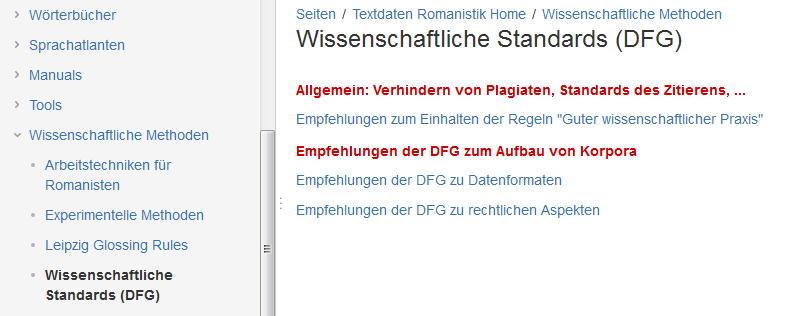 Wörterbücher
Sprachatlanten
Manuals
Tools
Wissenschaftliche Methoden
Arbeitstechniken für
Romanisten
Experimentelle Methoden
Leipzig Glossing Rules
Wissenschaftliche
Standards (DFG)
Seiten / Textdaten Romanistik Home / Wissenschaftliche Methoden
Wissenschaftliche Standards (DFG)
Allgemein: Verhindern von Plagiaten, Standards des Zitierens, ...
Empfehlungen zum Einhalten der Regeln "Guter wissenschaftlicher Praxis"
Empfehlungen der DFG zum Aufbau von Korpora
Empfehlungen der DFG zu Datenformaten
Empfehlungen der DFG zu rechtlichen Aspekten